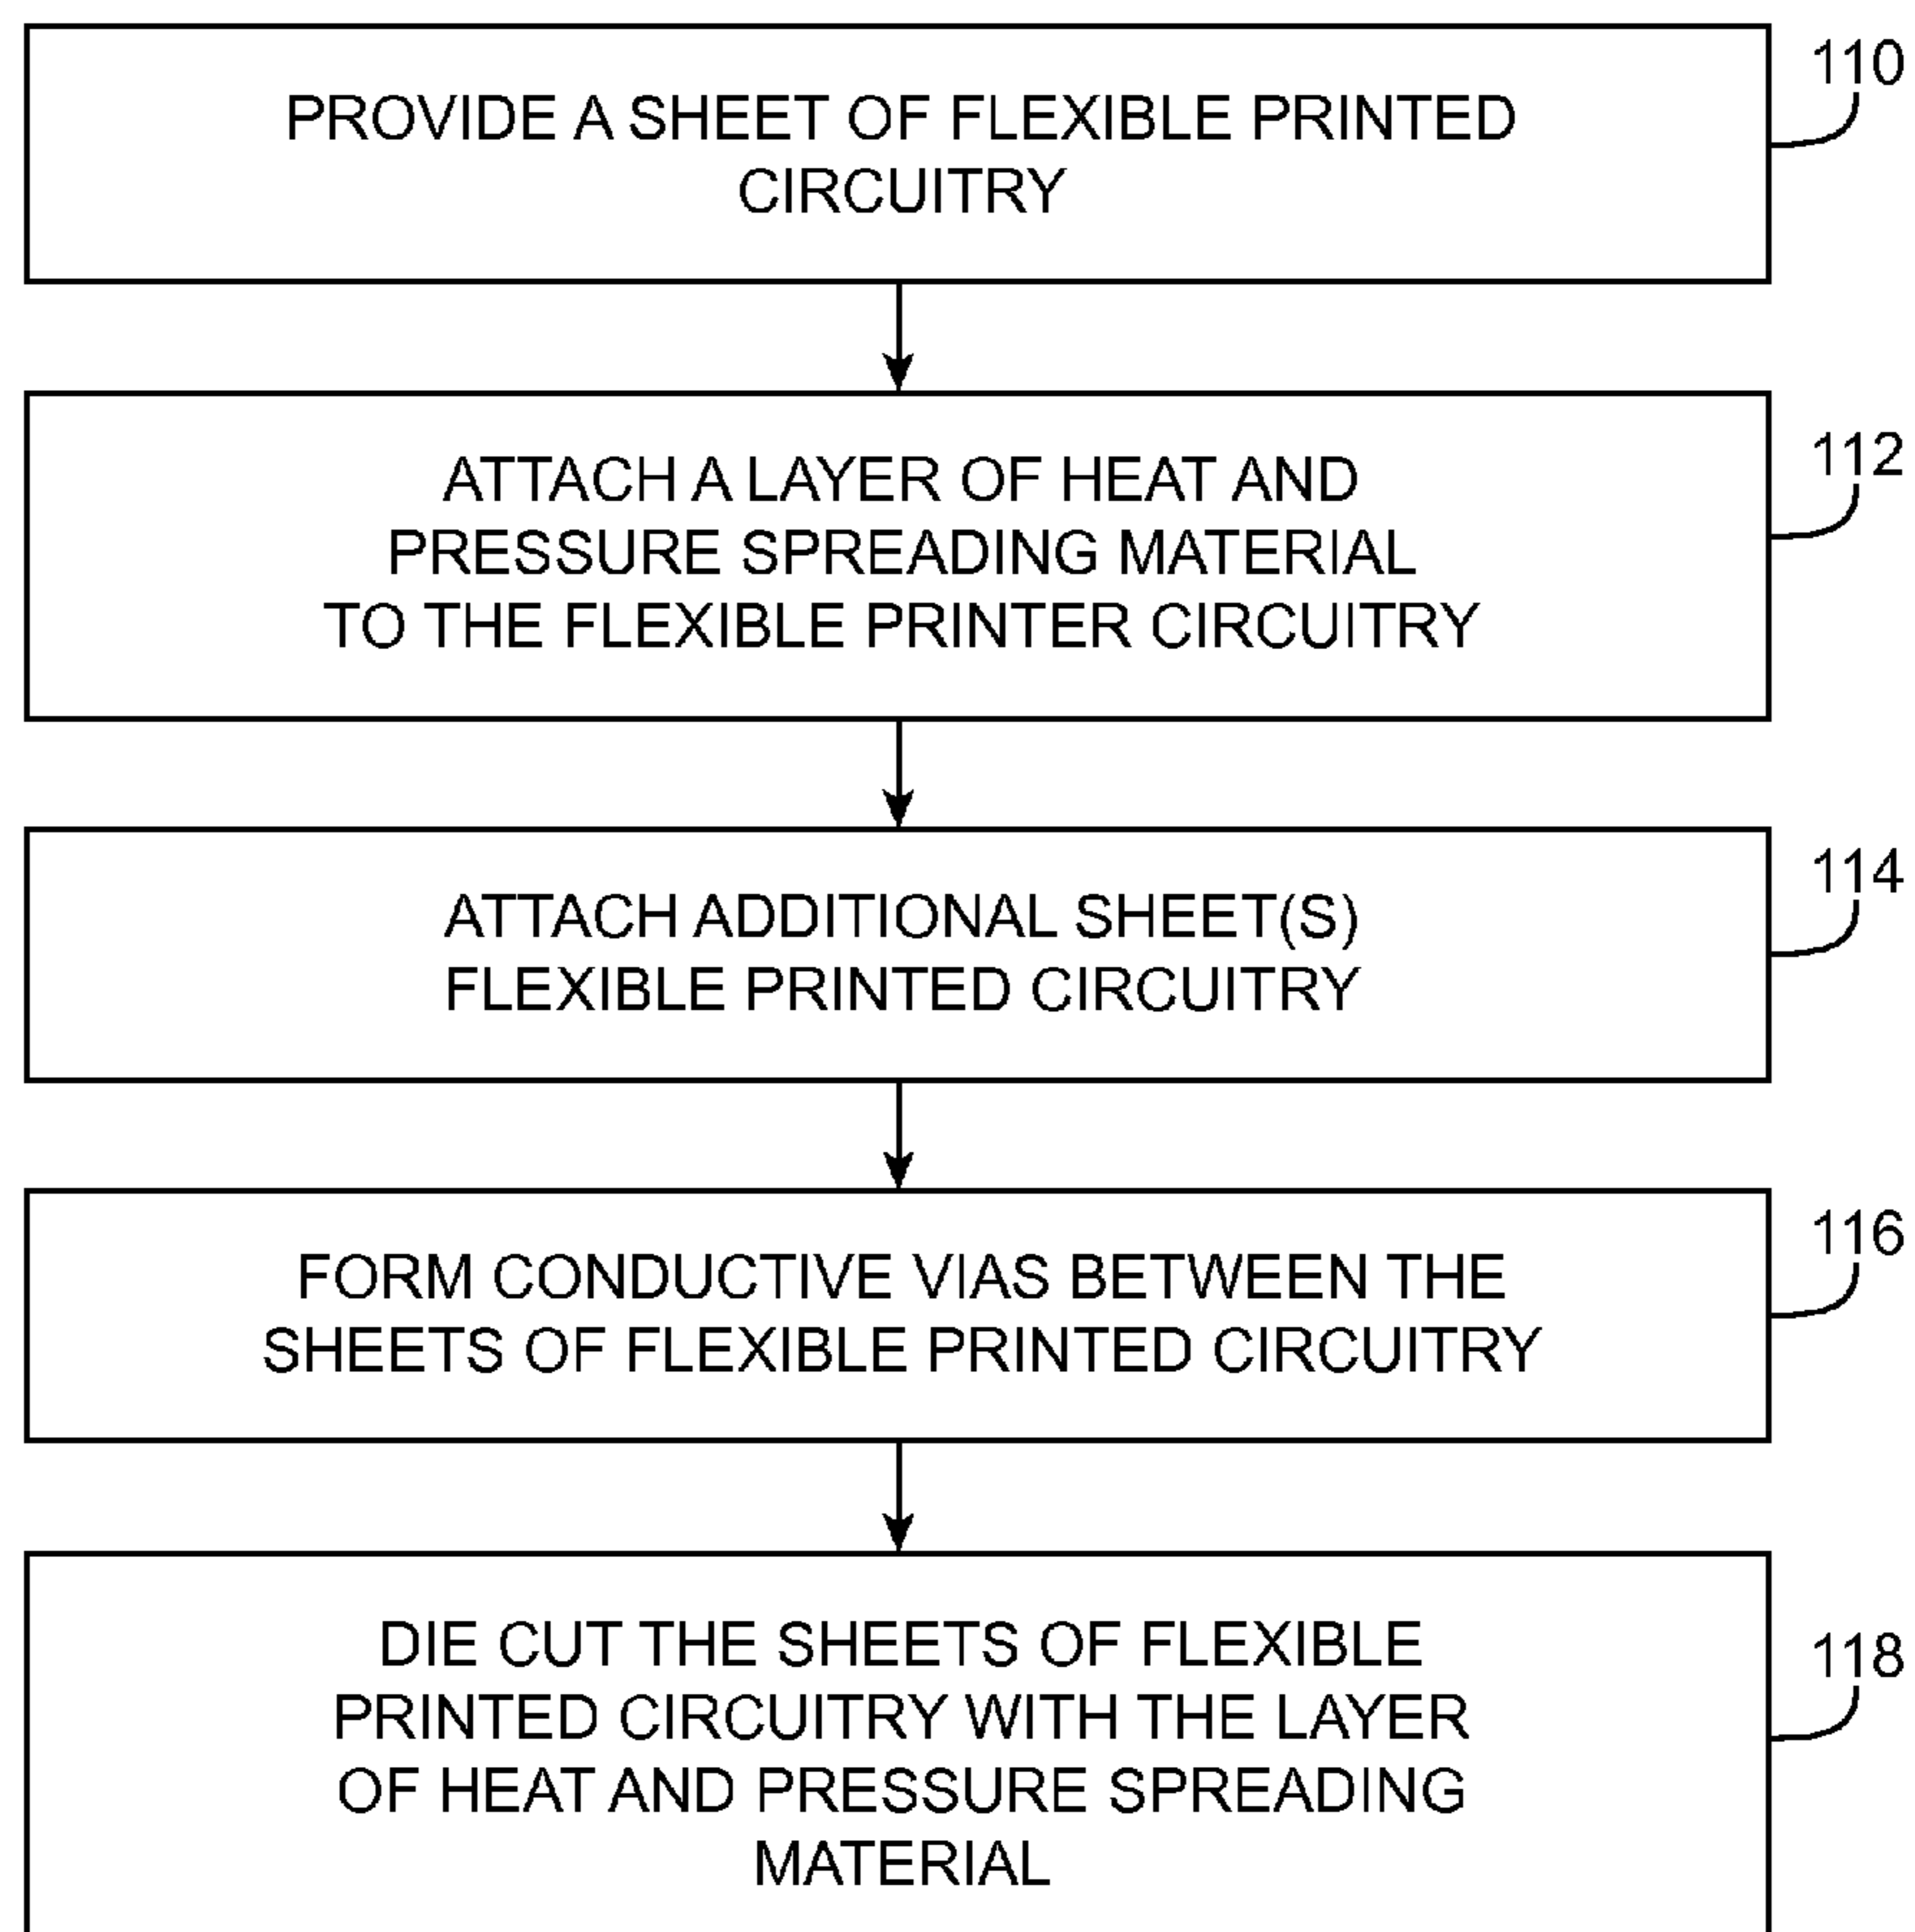 PROVIDE A SHEET OF FLEXIBLE PRINTED
CIRCUITRY
110
ATTACH A LAYER OF HEAT AND
PRESSURE SPREADING MATERIAL
TO THE FLEXIBLE PRINTER CIRCUITRY
112
ATTACH ADDITIONAL SHEET(S)
FLEXIBLE PRINTED CIRCUITRY
114
FORM CONDUCTIVE VIAS BETWEEN THE
SHEETS OF FLEXIBLE PRINTED CIRCUITRY
116
DIE CUT THE SHEETS OF FLEXIBLE
PRINTED CIRCUITRY WITH THE LAYER
OF HEAT AND PRESSURE SPREADING
MATERIAL
118